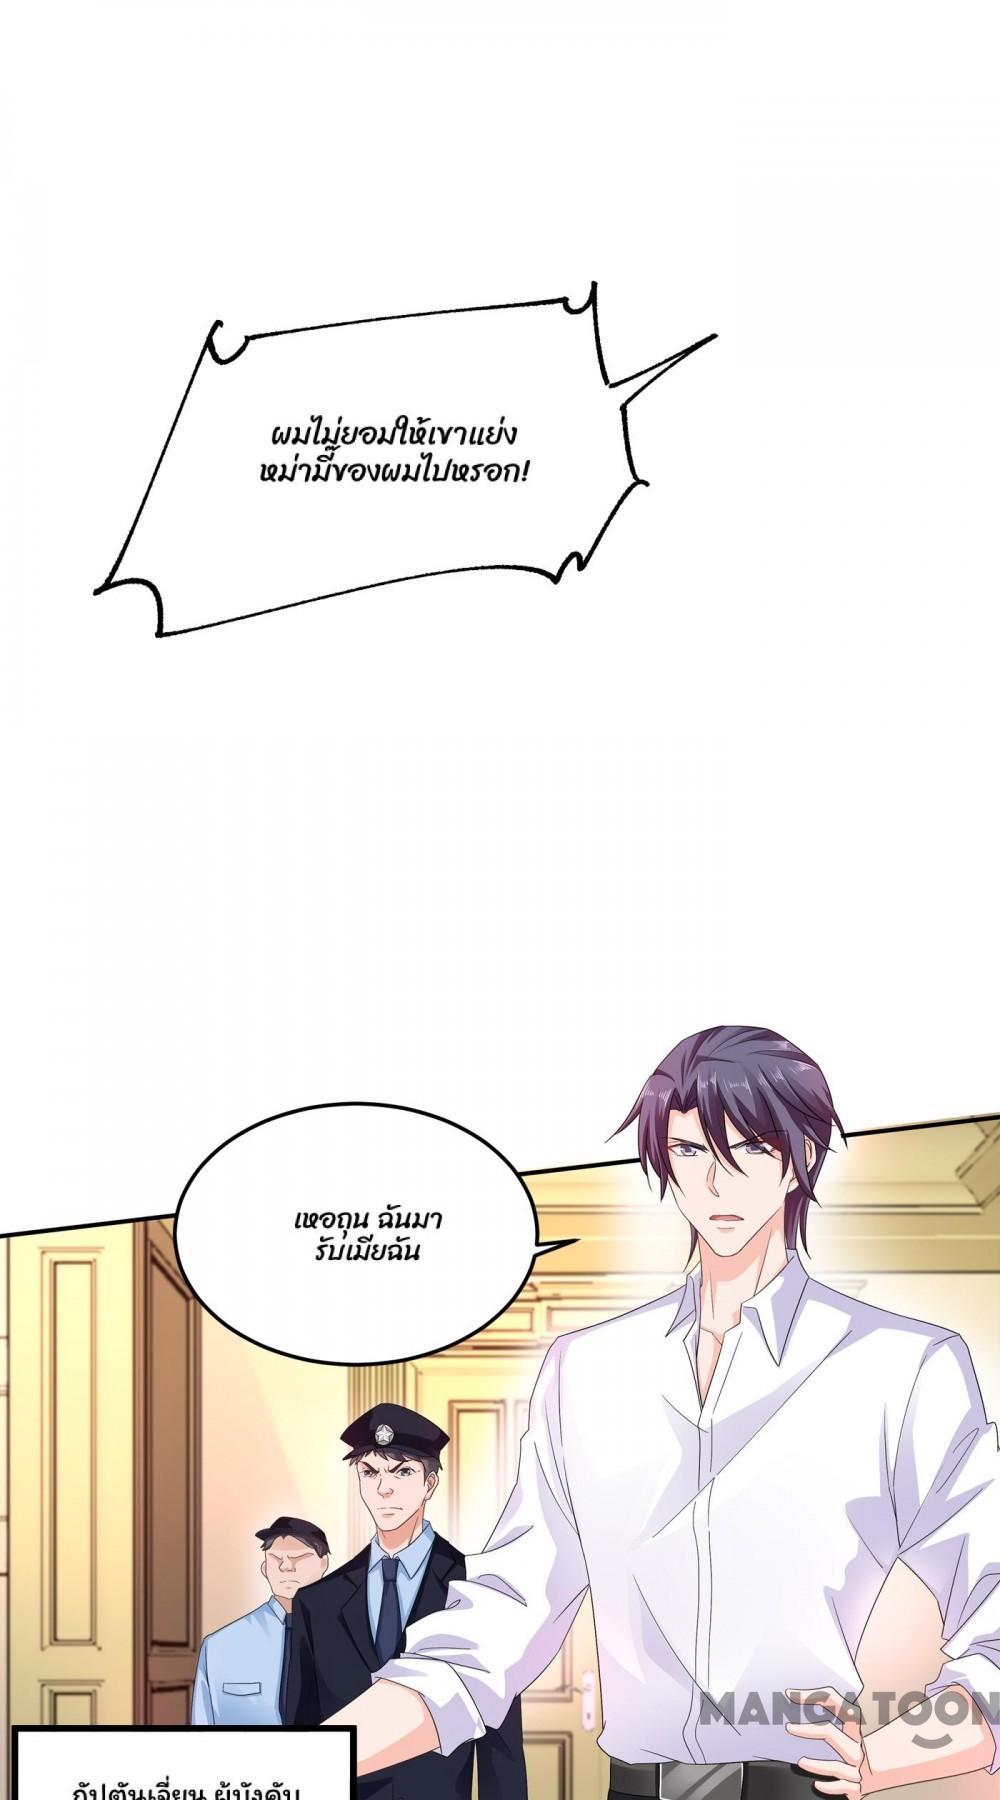 ผมไม่ยอมให้เขาแย่ง
หม่ามี๊ของผมไปหรอก!
เหอถุน ฉันมา
รับเมียฉัน
MANGATOON
กัปตันเจี่ยน ผู้บังคับ